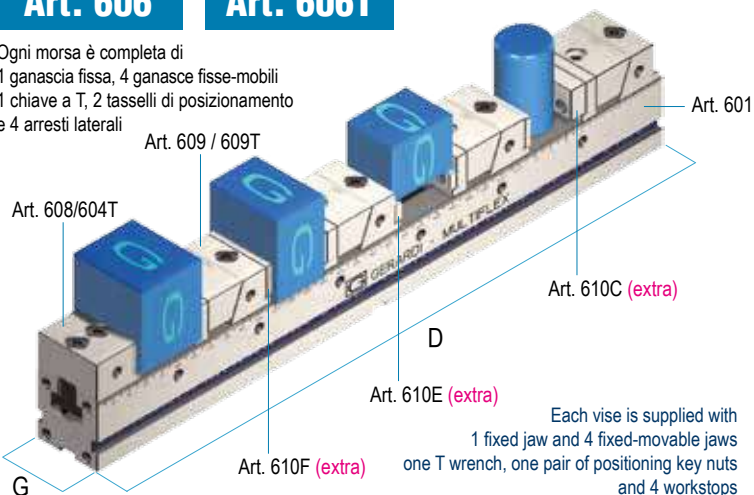 Art. 606 Art. 606T
Ogni morsa è completa di
1 ganascia fissa, 4 ganasce fisse-mobili
1 chiave a T, 2 tasselli di posizionamento
e 4 arresti laterali
Art. 609 / 609T
Art. 601
Art. 608/604T
G
G
G
G
G
G
GERARDI - MULTIFLEX
Art. 610C (extra)
D
Art. 610E (extra)
Each vise is supplied with
1 fixed jaw and 4 fixed-movable jaws
one T wrench, one pair of positioning key nuts
and 4 workstops
Art. 610F (extra)
G